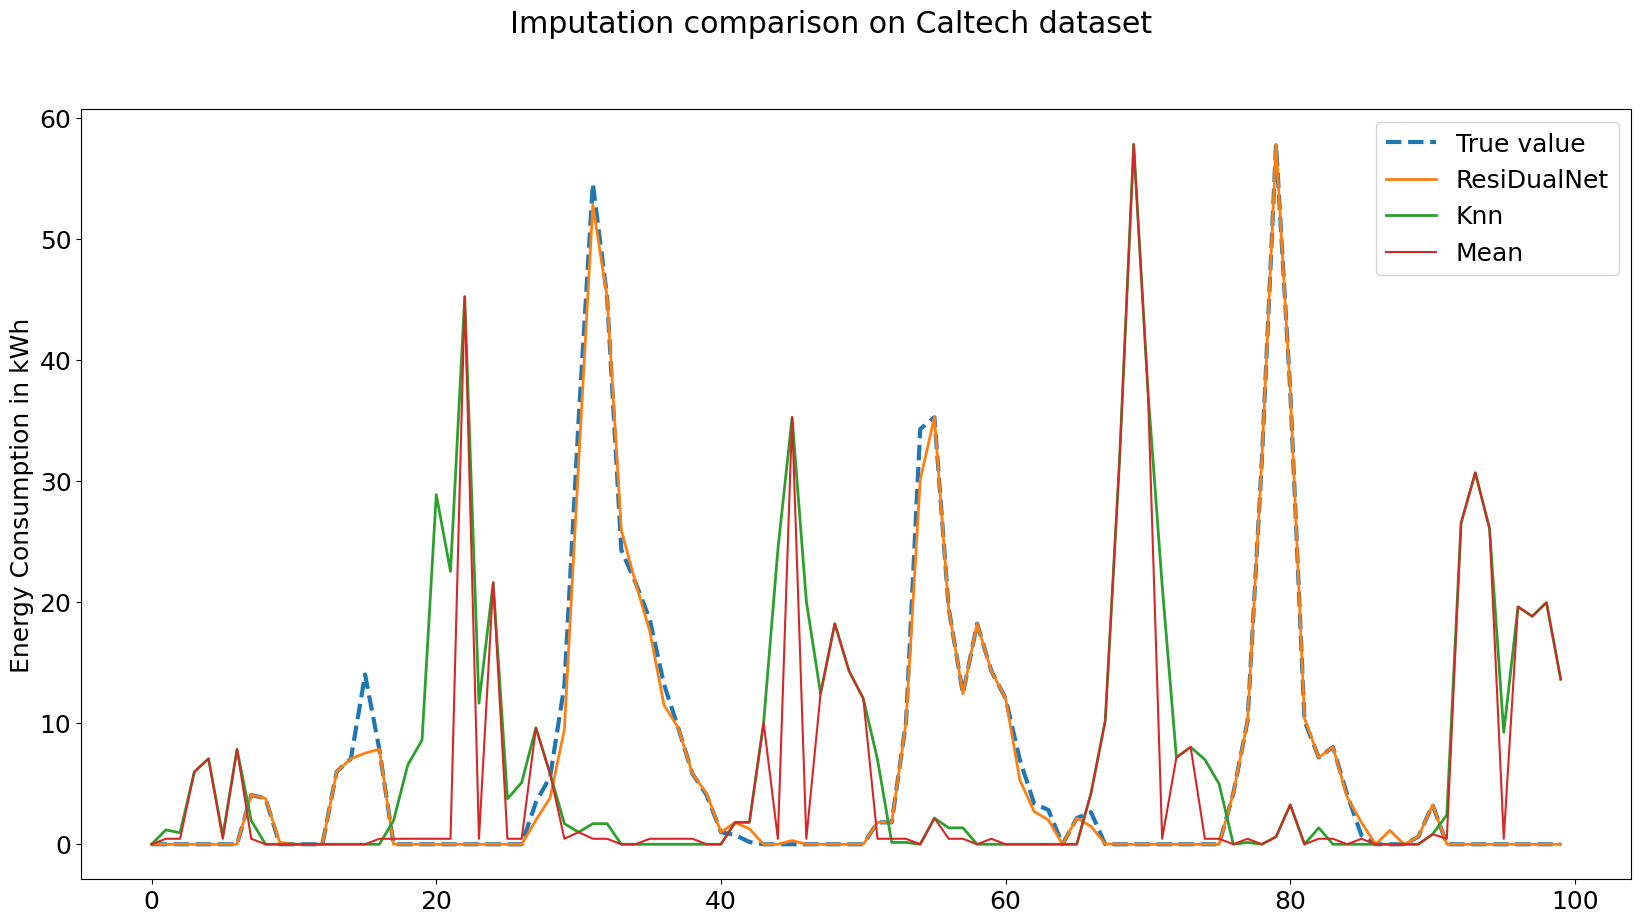 Imputation comparison on Caltech dataset
60
50
40
30
20
10
0
Energy Consumption in kWh
True value
ResiDualNet
Knn
Mean
0 20 40 60 80 100